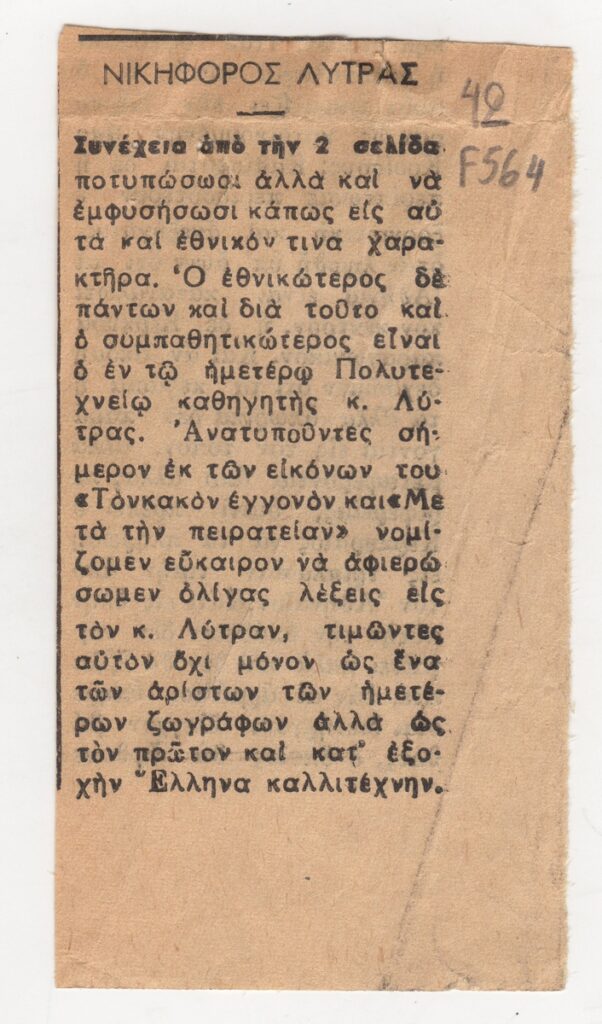 ΝΙΚΗΦΟΡΟΣ ΛΥΤΡΑΣ
42
F564
Συνέχεια ἀπὸ τὴν 2 σελίδα
ποτυπώσωσι ἀλλὰ καὶ νὰ
ἐμφυσήσωσι κάπως εἰς αὐ
τὰ καὶ ἐθνικόν τινα χαρα-
κτῆρα. Ὁ ἐθνικώτερος δὲ
πάντων καὶ διὰ τοῦτο καὶ
ὁ συμπαθητικώτερος εἶναι
ὁ ἐν τῷ ἡμετέρῳ Πολυτε-
χνείῳ καθηγητὴς κ. Λύ-
τρας. Ἀνατυποῦντες σή-
μερον ἐκ τῶν εἰκόνων του
«Τὸνκακὸν ἐγγονὸν και«Με
τὰ τὴν πειρατείαν» νομί-
ζομεν εὔκαιρον νὰ ἀφιερώ
σωμεν ὀλίγας λέξεις εἰς
τὸν κ. Λύτραν, τιμῶντες
αὐτὸν ὄχι μόνον ὡς ἕνα
τῶν ἀρίστων τῶν ἡμετέ-
ρων ζωγράφων ἀλλὰ ὡς
τὸν πρῶτον καὶ κατ' ἐξο-
χὴν Ἕλληνα καλλιτέχνην.